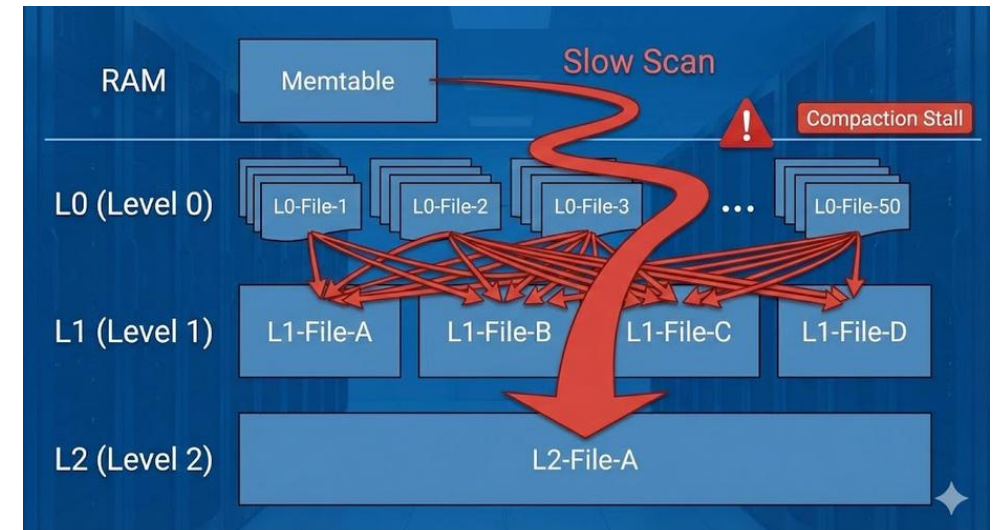 RAM
Memtable
Slow Scan
!
Compaction Stall
L0 (Level 0)
L0-File-1
L0-File-2
L0-File-3
...
L0-File-50
L1 (Level 1)
L1-File-A
L1-File-B
L1-File-C
L1-File-D
L2 (Level 2)
L2-File-A